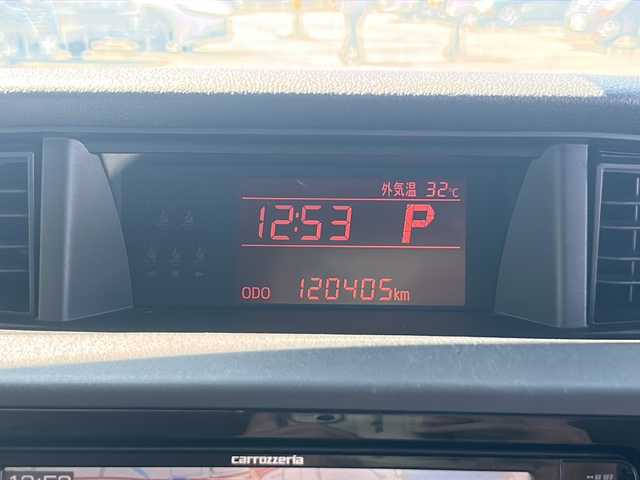 外気温 32℃
12:53 P
ODO 120405km
carrozzeria